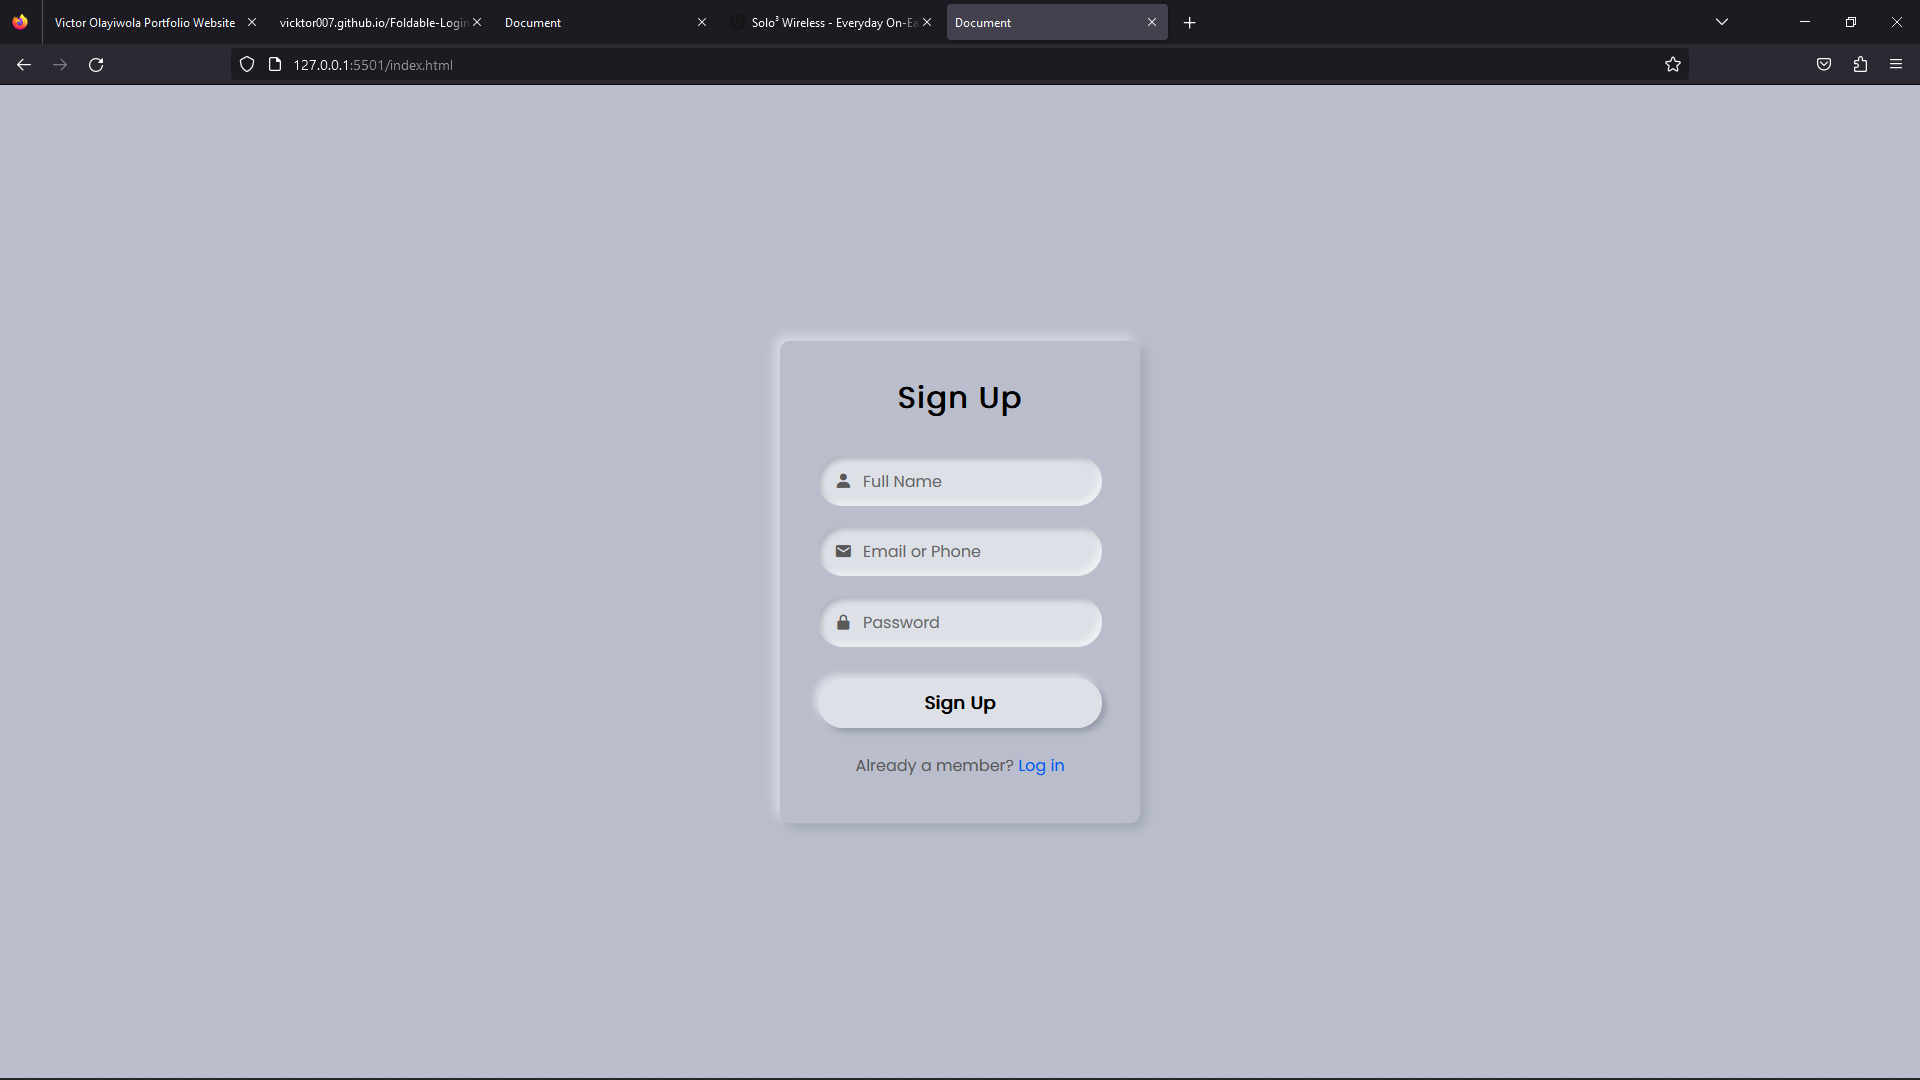 Victor Olayiwola Portfolio Website
vicktor007.github.io/Foldable-Login
Document
Solo³ Wireless - Everyday On-Ea
Document
127.0.0.1:5501/index.html
Sign Up
Full Name
Email or Phone
Password
Sign Up
Already a member? Log in